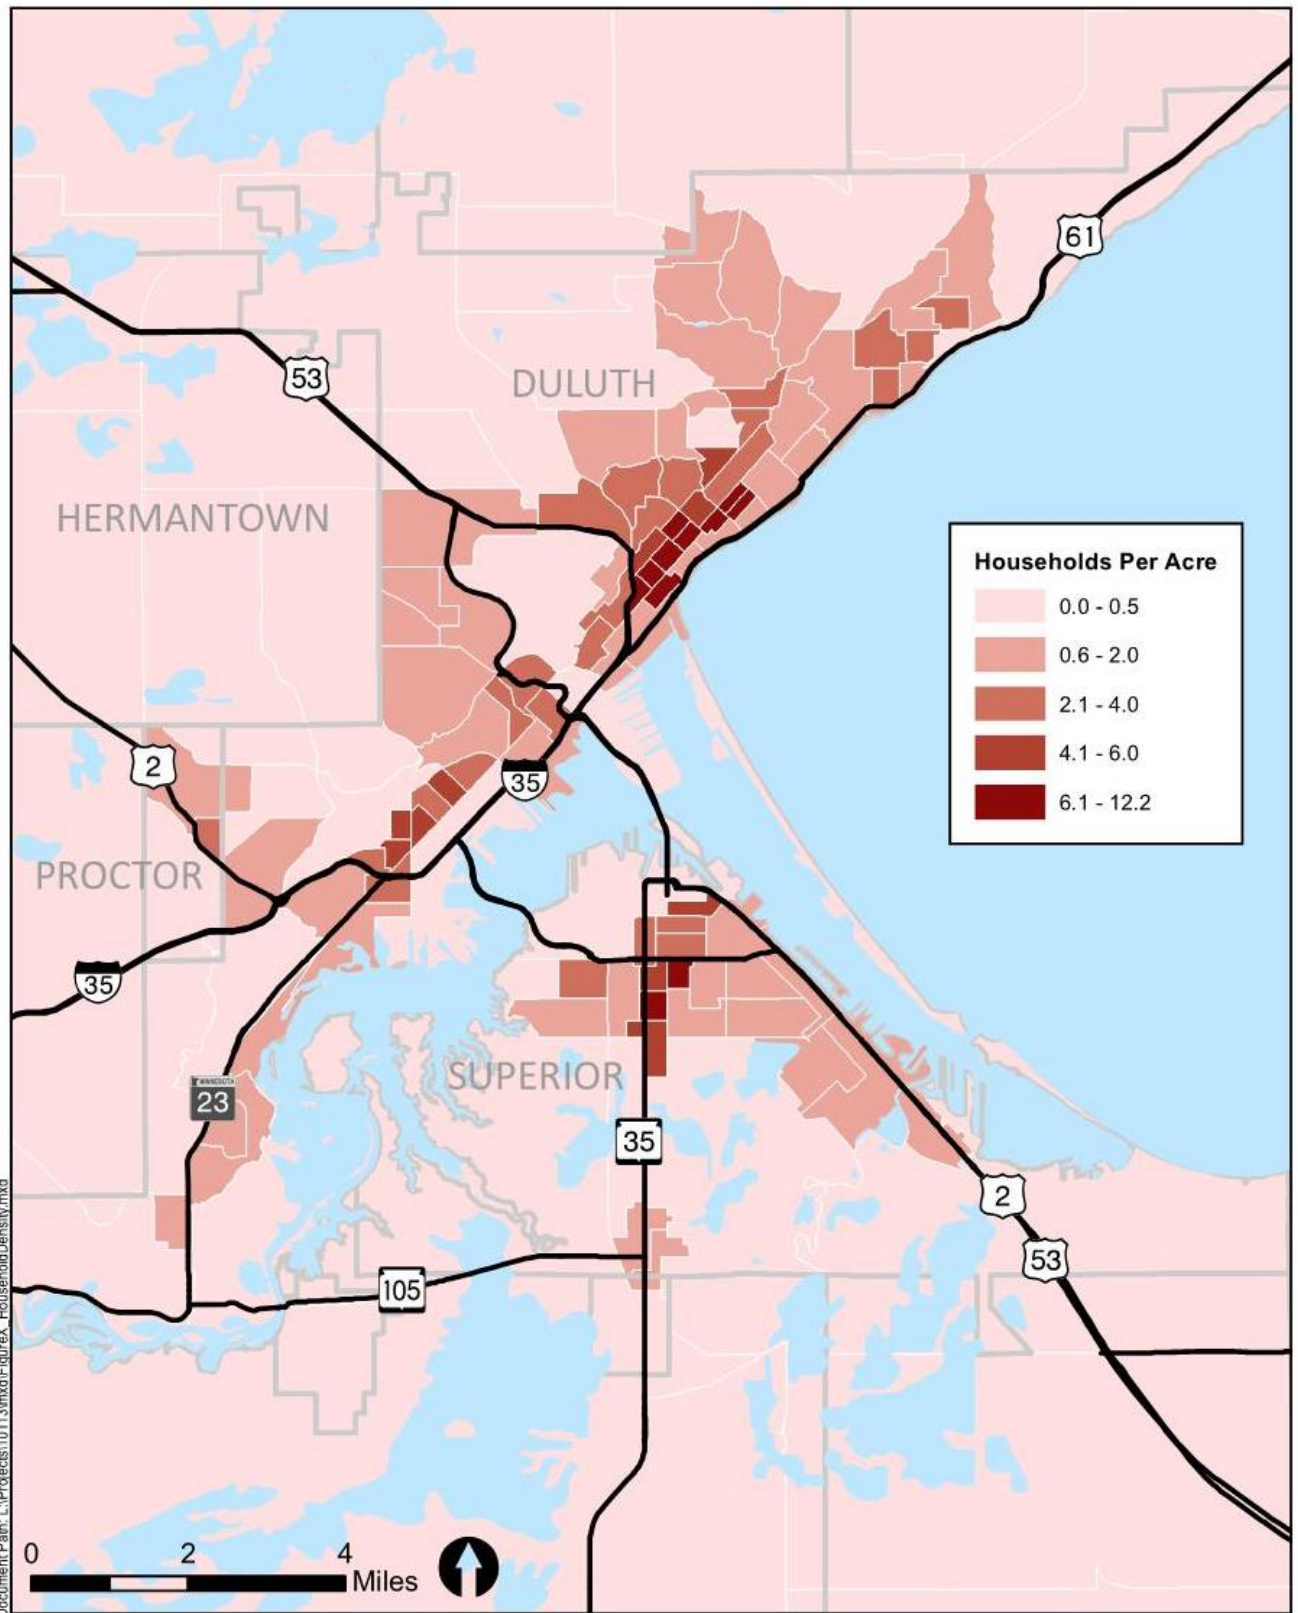 61
53
DULUTH
HERMANTOWN
Households Per Acre
0.0 - 0.5
0.6 - 2.0
2.1 - 4.0
4.1 - 6.0
6.1 - 12.2
2
35
PROCTOR
35
SUPERIOR
MINNESOTA
23
35
2
53
105
0 2 4
Miles